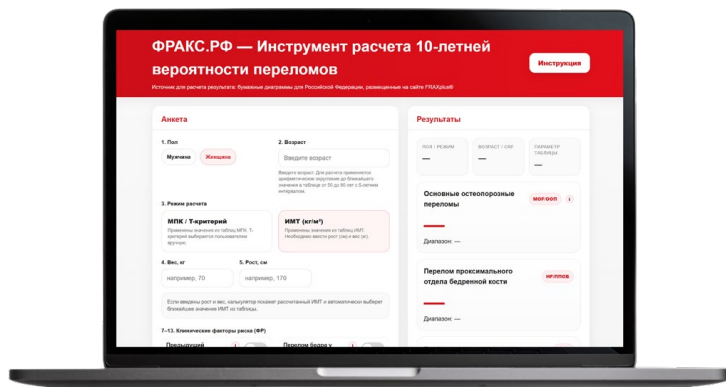 ФРАКС.РФ — Инструмент расчета 10-летней
вероятности переломов
Источник для расчета результата: бумажные диаграммы для Российской Федерации, размещенные на сайте FRAXplus®
Инструкция
Анкета
1. Пол
Мужчина
Женщина
2. Возраст
Введите возраст
Введите возраст. Для расчета применяется
арифметическое округление до ближайшего
значения в таблице от 50 до 90 лет с 5-летним
интервалом.
3. Режим расчета
МПК / Т-критерий
Применены значения из таблиц МПК. Т-
критерий выбирается пользователем
вручную.
ИМТ (кг/м²)
Применены значения из таблиц ИМТ.
Необходимо ввести рост (см) и вес (кг).
4. Вес, кг
5. Рост, см
например, 70
например, 170
Если введены рост и вес, калькулятор покажет рассчитанный ИМТ и автоматически выберет
ближайшее значение ИМТ из таблицы.
7–13. Клинические факторы риска (ФР)
Предыдущий
i
Перелом бедра у
i
Результаты
ПОЛ / РЕЖИМ
—
ВОЗРАСТ / CRF
—
ПАРАМЕТР
ТАБЛИЦЫ
—
Основные остеопорозные
переломы
MOF/ООП
i
Диапазон: —
Перелом проксимального
отдела бедренной кости
HF/ППОБ
Диапазон: —